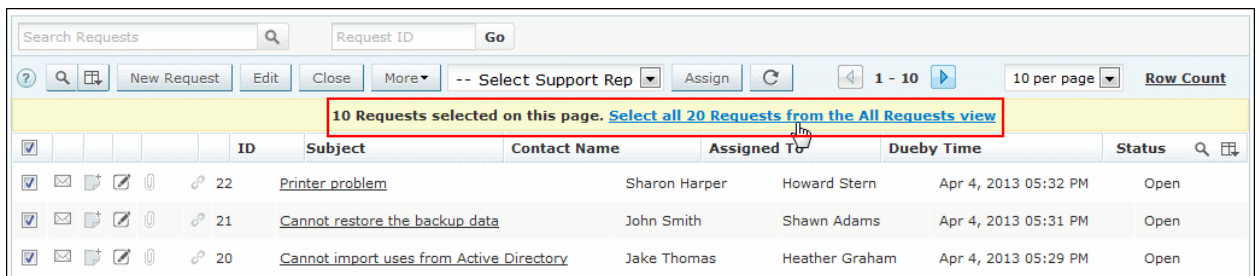 Search Requests Request ID Go
? New Request Edit Close More -- Select Support Rep Assign 1 - 10 10 per page Row Count
10 Requests selected on this page. Select all 20 Requests from the All Requests view
ID Subject Contact Name Assigned To Dueby Time Status
22 Printer problem Sharon Harper Howard Stern Apr 4, 2013 05:32 PM Open
21 Cannot restore the backup data John Smith Shawn Adams Apr 4, 2013 05:31 PM Open
20 Cannot import uses from Active Directory Jake Thomas Heather Graham Apr 4, 2013 05:29 PM Open